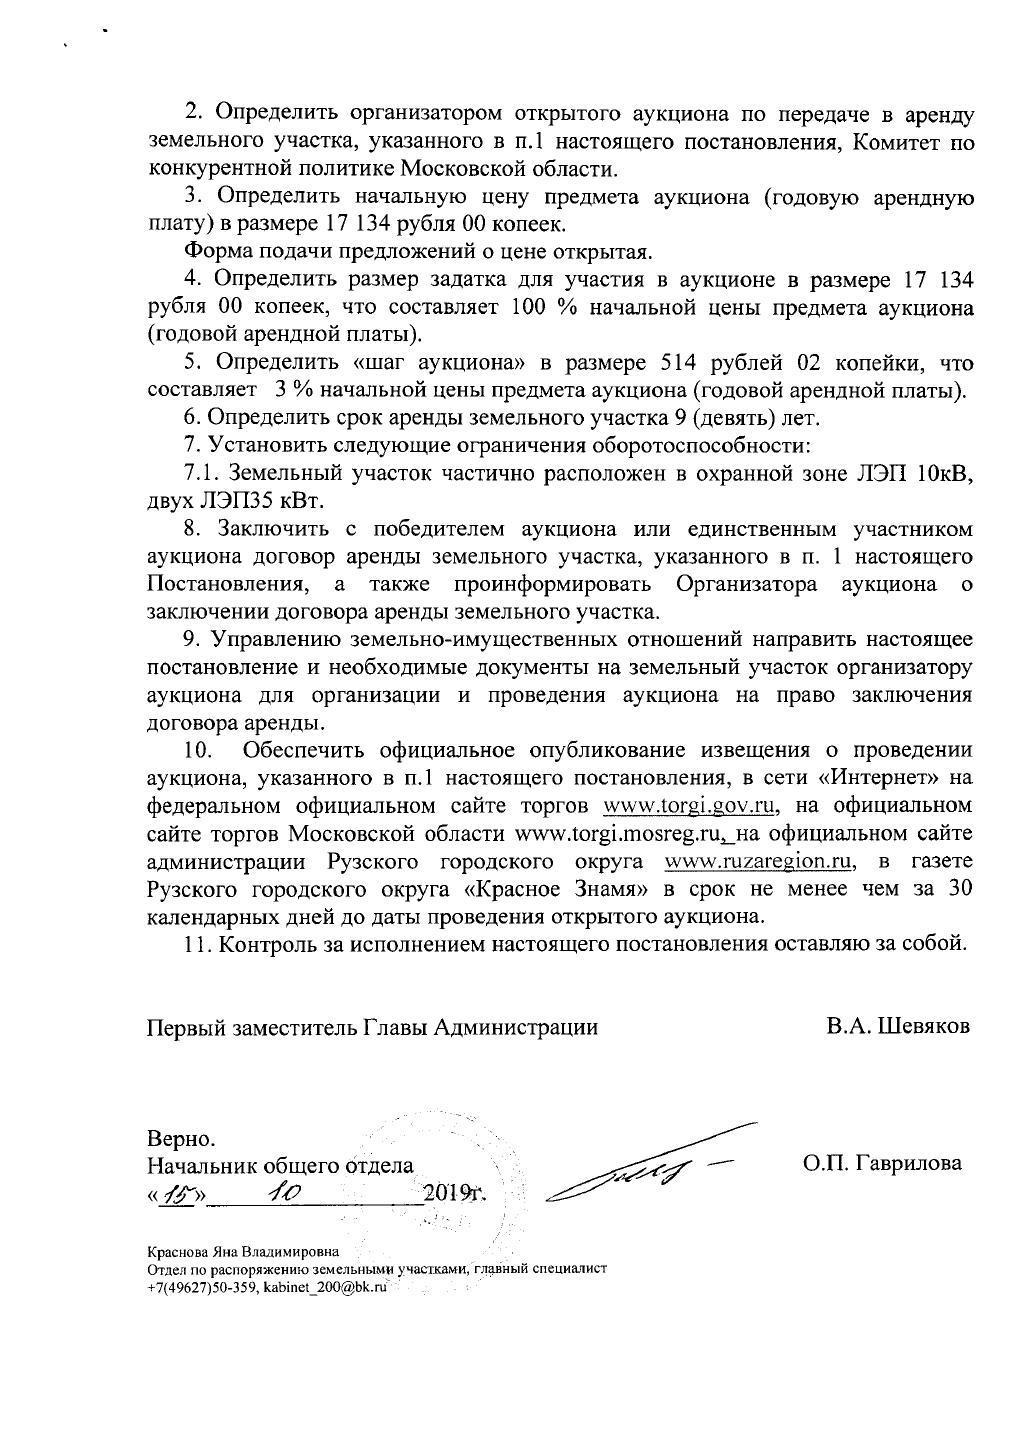 2. Определить организатором открытого аукциона по передаче в аренду
земельного участка, указанного в п.1 настоящего постановления, Комитет по
конкурентной политике Московской области.
3. Определить начальную цену предмета аукциона (годовую арендную
плату) в размере 17 134 рубля 00 копеек.
Форма подачи предложений о цене открытая.
4. Определить размер задатка для участия в аукционе в размере 17 134
рубля 00 копеек, что составляет 100 % начальной цены предмета аукциона
(годовой арендной платы).
5. Определить «шаг аукциона» в размере 514 рублей 02 копейки, что
составляет 3 % начальной цены предмета аукциона (годовой арендной платы).
6. Определить срок аренды земельного участка 9 (девять) лет.
7. Установить следующие ограничения оборотоспособности:
7.1. Земельный участок частично расположен в охранной зоне ЛЭП 10кВ,
двух ЛЭП35 кВт.
8. Заключить с победителем аукциона или единственным участником
аукциона договор аренды земельного участка, указанного в п. 1 настоящего
Постановления, а также проинформировать Организатора аукциона о
заключении договора аренды земельного участка.
9. Управлению земельно-имущественных отношений направить настоящее
постановление и необходимые документы на земельный участок организатору
аукциона для организации и проведения аукциона на право заключения
договора аренды.
10. Обеспечить официальное опубликование извещения о проведении
аукциона, указанного в п.1 настоящего постановления, в сети «Интернет» на
федеральном официальном сайте торгов www.torgi.gov.ru, на официальном
сайте торгов Московской области www.torgi.mosreg.ru, на официальном сайте
администрации Рузского городского округа www.ruzaregion.ru, в газете
Рузского городского округа «Красное Знамя» в срок не менее чем за 30
календарных дней до даты проведения открытого аукциона.
11. Контроль за исполнением настоящего постановления оставляю за собой.
Первый заместитель Главы Администрации В.А. Шевяков
Верно.
Начальник общего отдела О.П. Гаврилова
«15» 10 2019г.
Краснова Яна Владимировна
Отдел по распоряжению земельными участками, главный специалист
+7(49627)50-359, kabinet_200@bk.ru